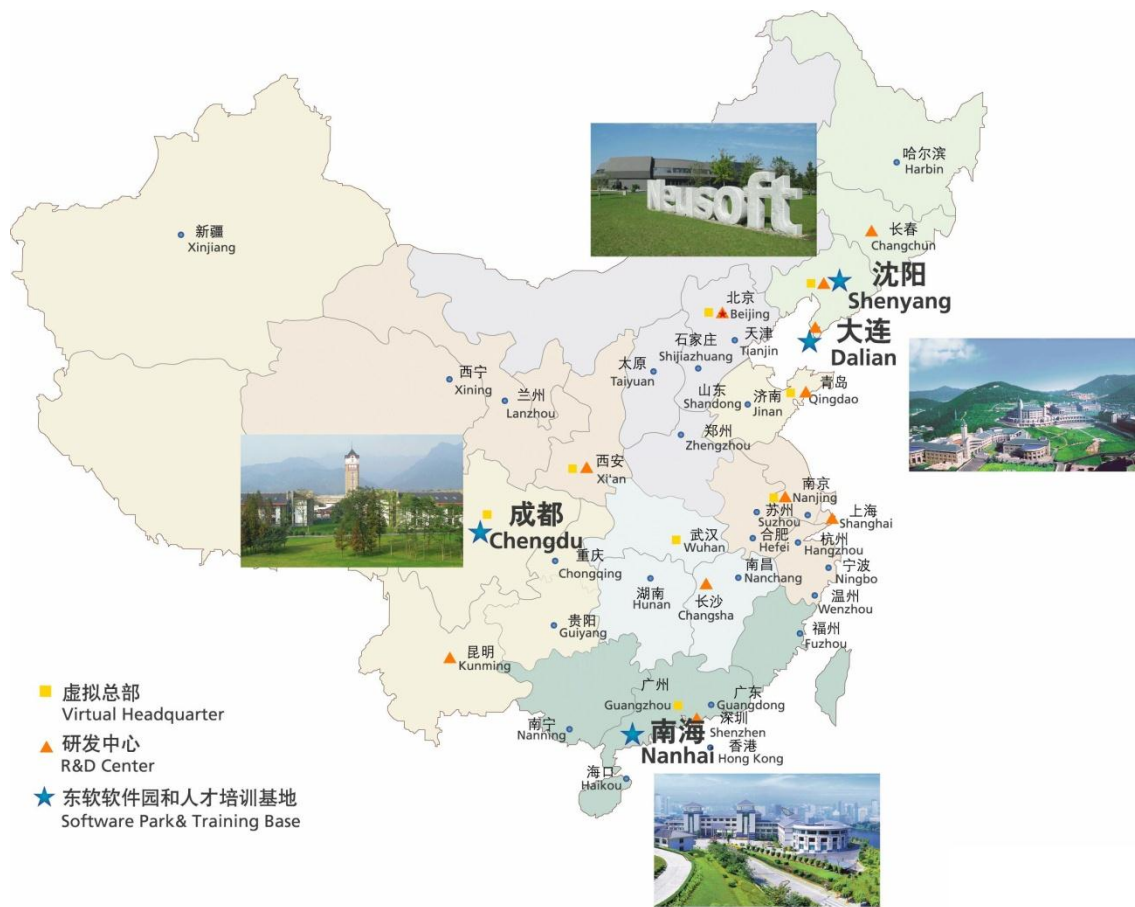 哈尔滨
Harbin
Neusoft
新疆
Xinjiang
长春
Changchun
沈阳
Shenyang
北京
Beijing
大连
Dalian
天津
Tianjin
石家庄
Shijiazhuang
太原
Taiyuan
西宁
Xining
兰州
Lanzhou
山东
Shandong
济南
Jinan
青岛
Qingdao
郑州
Zhengzhou
西安
Xi'an
南京
Nanjing
苏州
Suzhou
上海
Shanghai
成都
Chengdu
武汉
Wuhan
合肥
Hefei
杭州
Hangzhou
重庆
Chongqing
湖南
Hunan
长沙
Changsha
南昌
Nanchang
宁波
Ningbo
温州
Wenzhou
贵阳
Guiyang
福州
Fuzhou
昆明
Kunming
广州
Guangzhou
广东
Guangdong
深圳
Shenzhen
南宁
Nanning
南海
Nanhai
香港
Hong Kong
海口
Haikou
虚拟总部
Virtual Headquarter
研发中心
R&D Center
东软软件园和人才培训基地
Software Park& Training Base